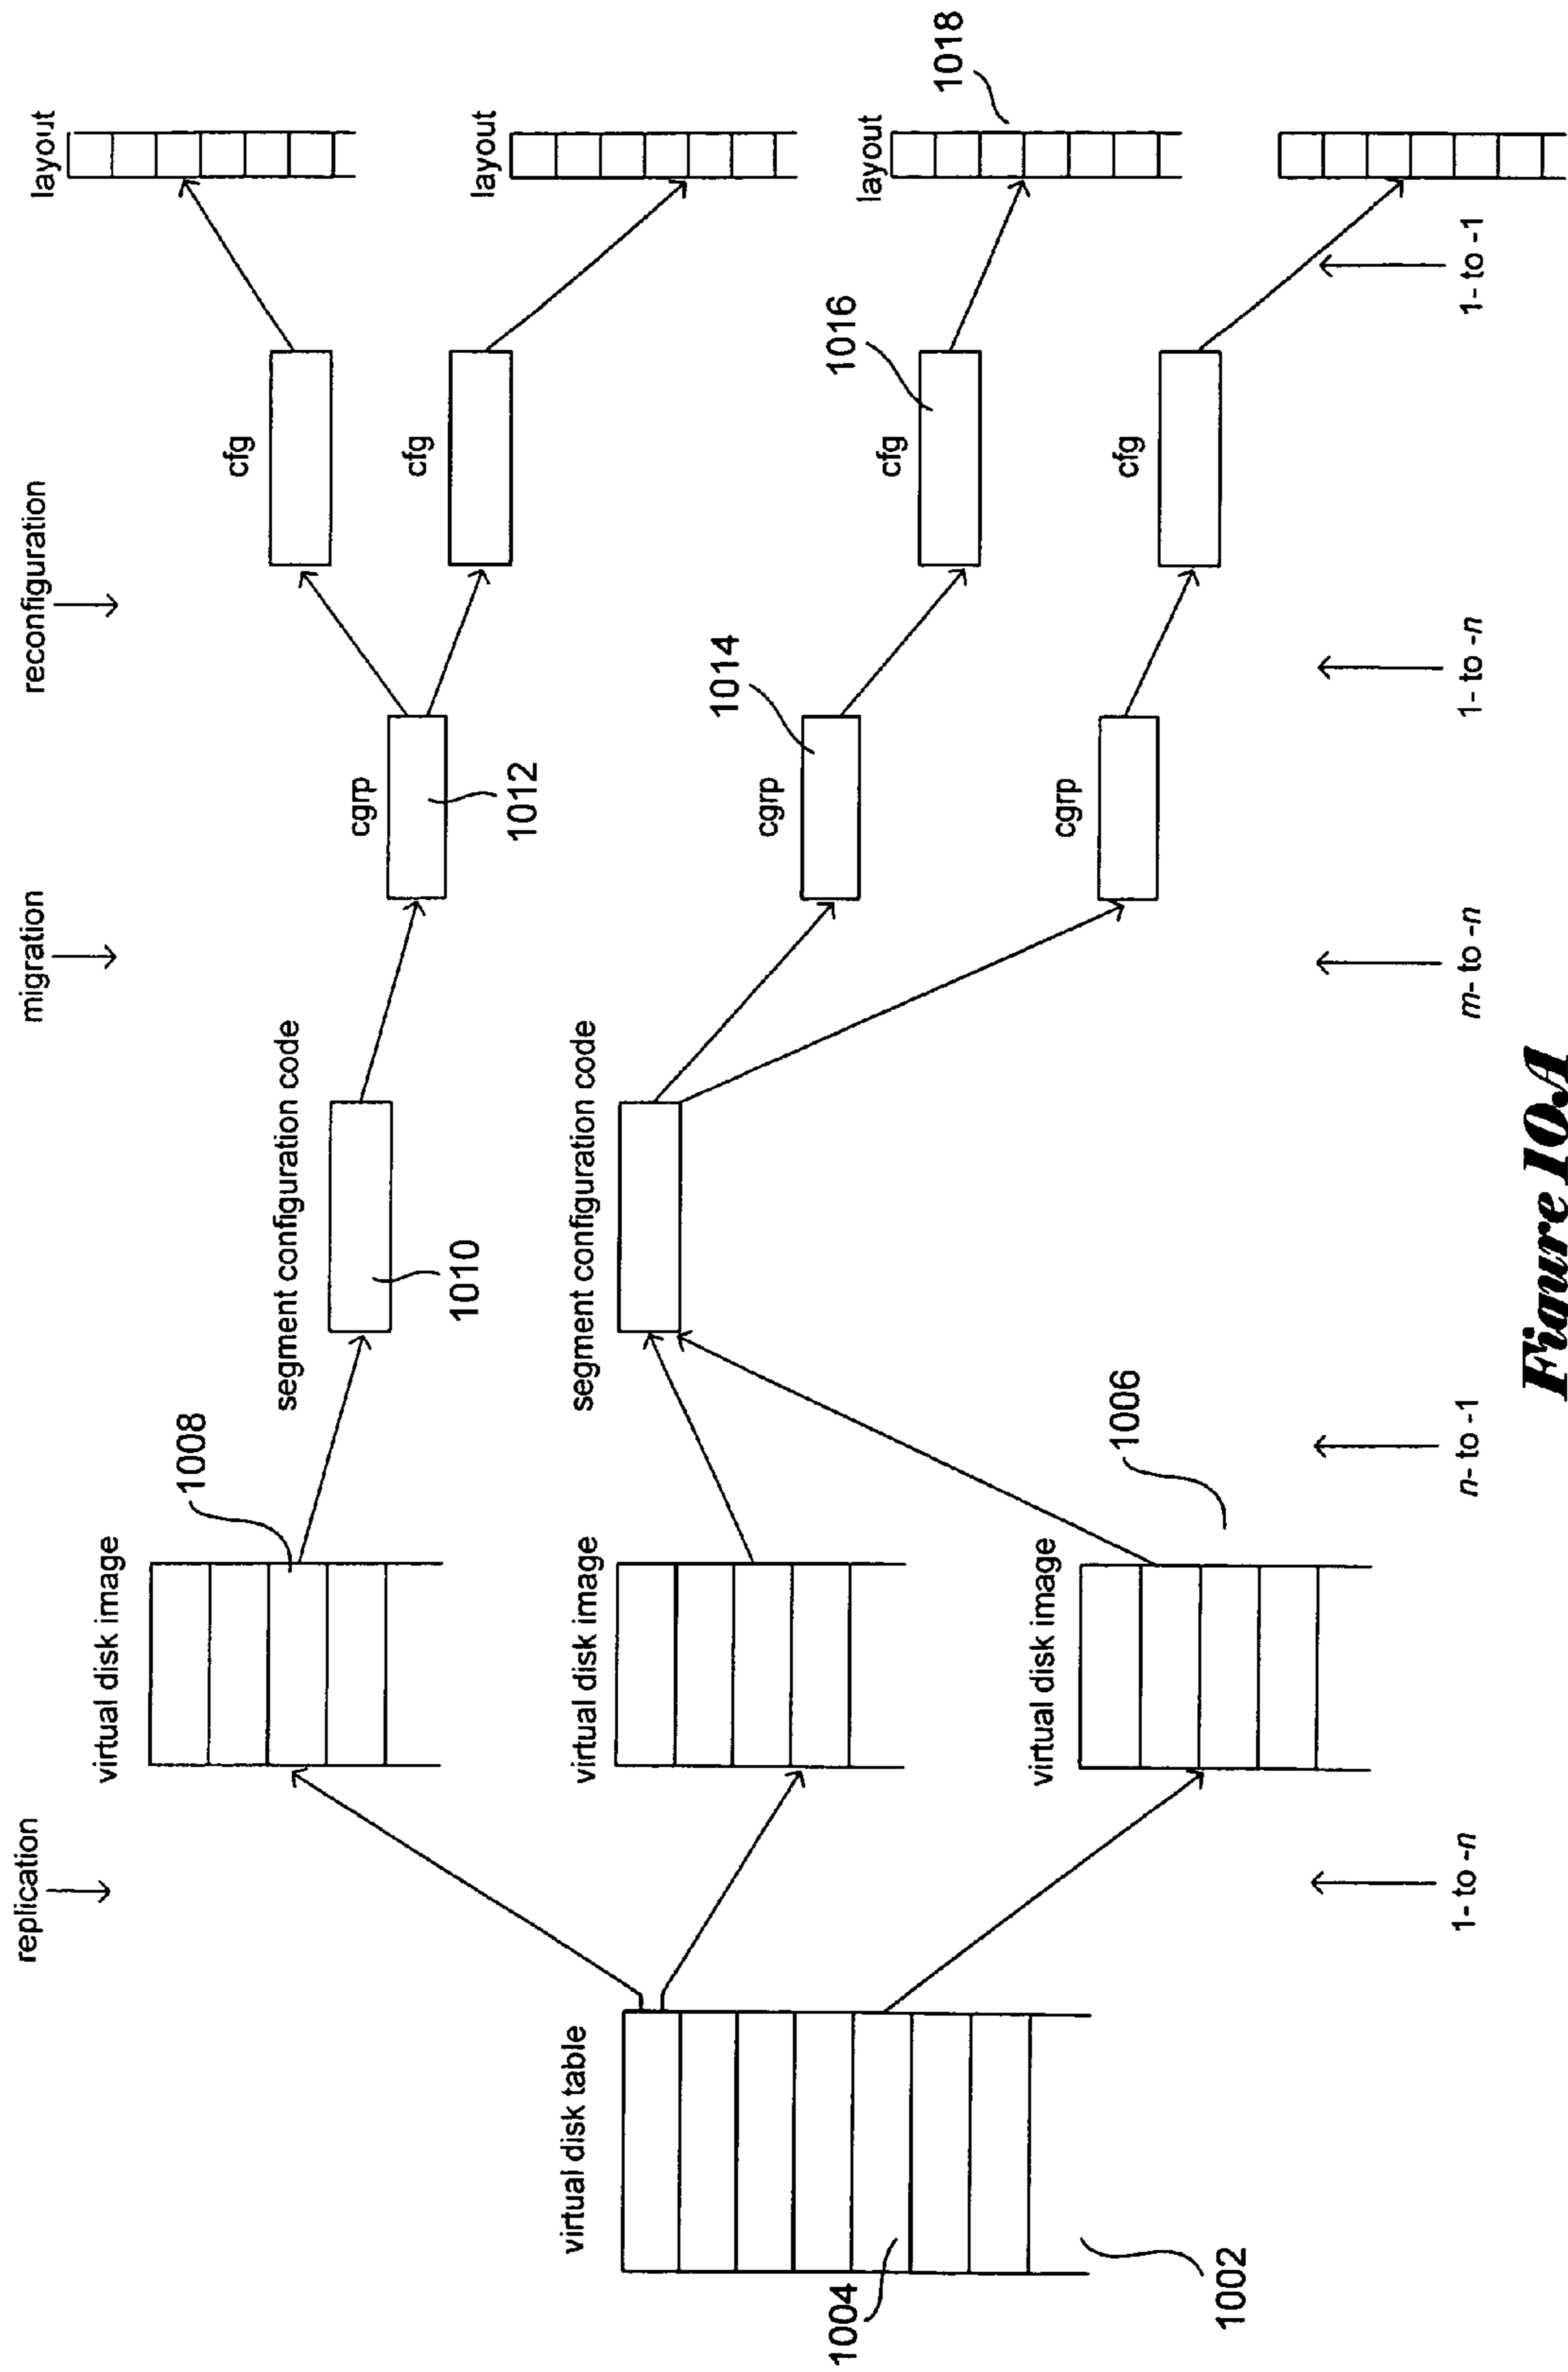 replication
migration
reconfiguration
virtual disk image
1008
segment configuration code
1010
cgrp
1012
cfg
cfg
layout
layout
virtual disk table
1004
1002
virtual disk image
segment configuration code
cgrp
1014
cfg
1016
layout
1018
virtual disk image
1006
cgrp
cfg
1- to -n
n- to -1
m- to -n
1- to -n
1- to -1
Figure 10A